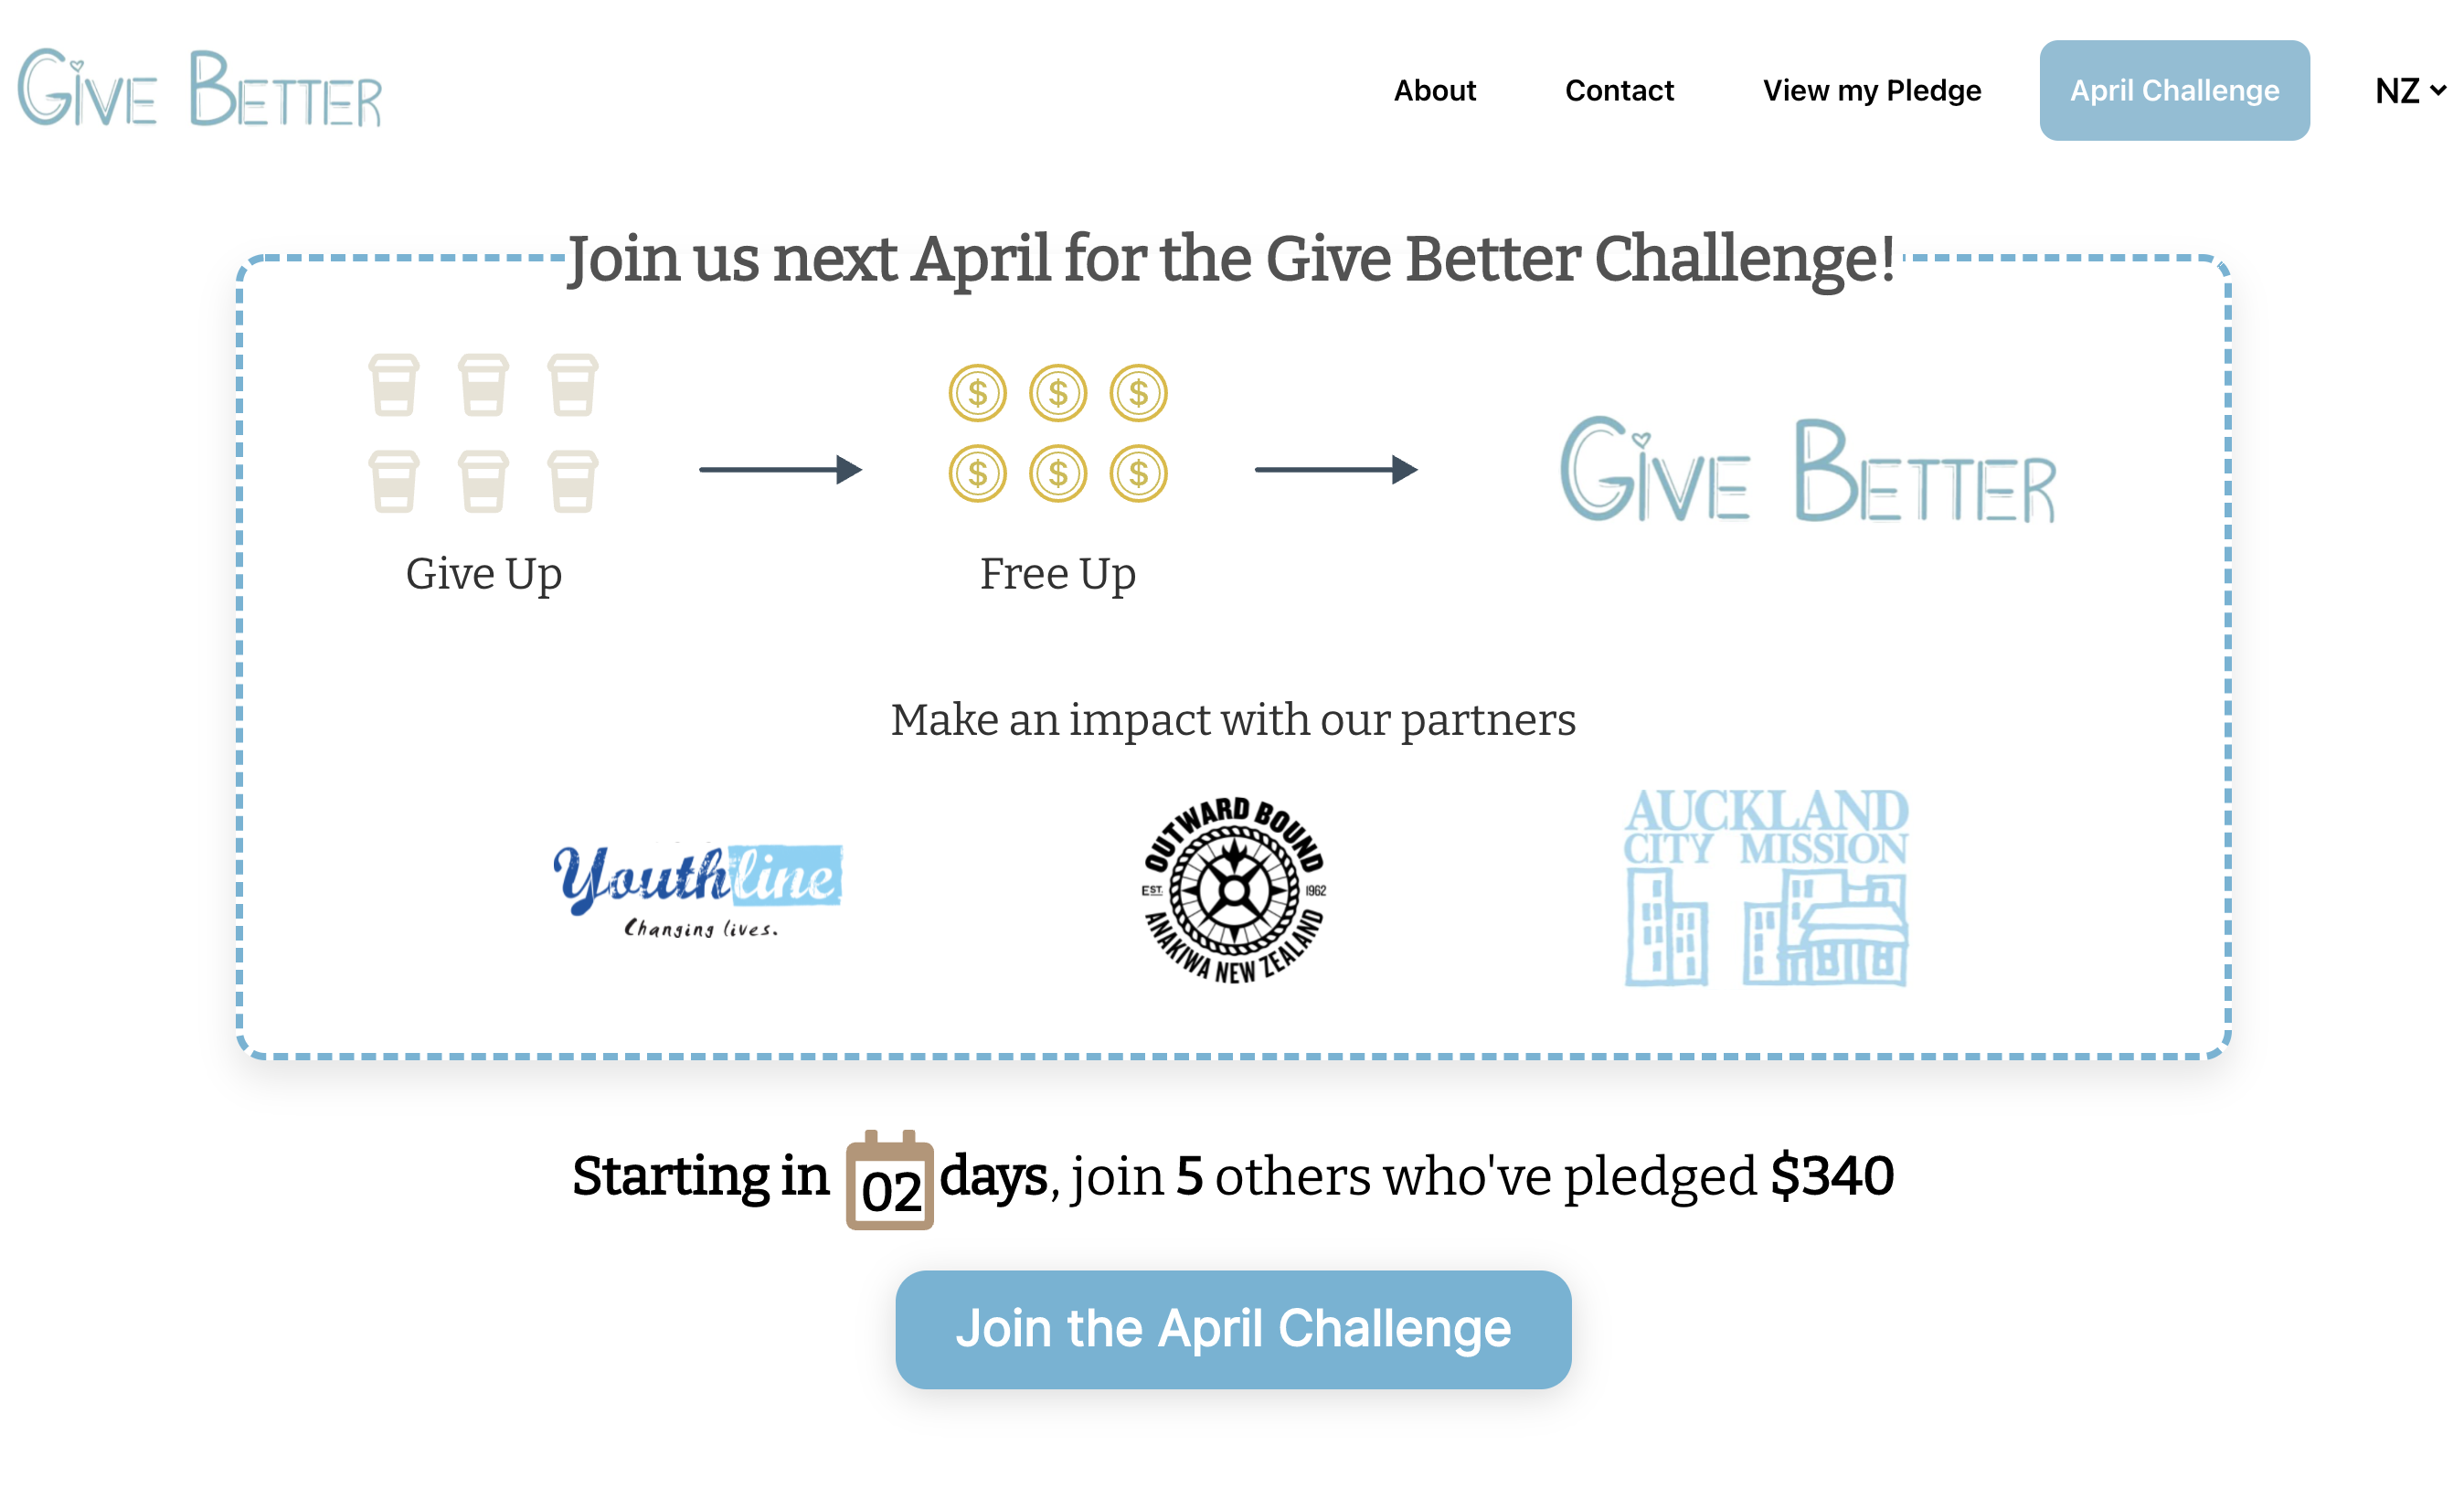 Give Better
About
Contact
View my Pledge
April Challenge
NZ
Join us next April for the Give Better Challenge!
$ $ $
$ $ $
Give Better
Give Up
Free Up
Make an impact with our partners
Youthline
Changing lives.
OUTWARD BOUND
EST. 1962
ANAKIWA NEW ZEALAND
AUCKLAND
CITY MISSION
Starting in 02 days, join 5 others who've pledged $340
Join the April Challenge